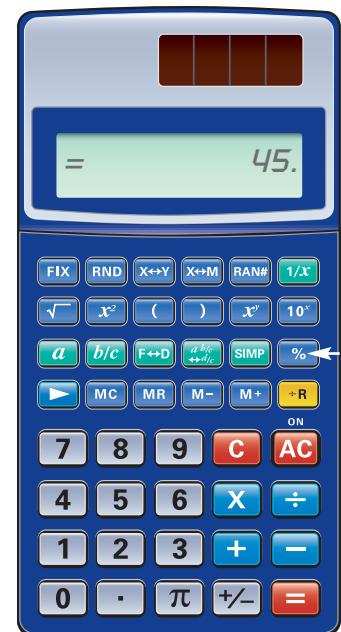 = 45.
FIX RND X↔Y X↔M RAN# 1/x
√ x² ( ) xʸ 10ˣ
a b/c F↔D a b/c ↔ d/c SIMP %
▶ MC MR M- M+ ÷R
ON
7 8 9 C AC
4 5 6 X ÷
1 2 3 + −
0 . π +/− =